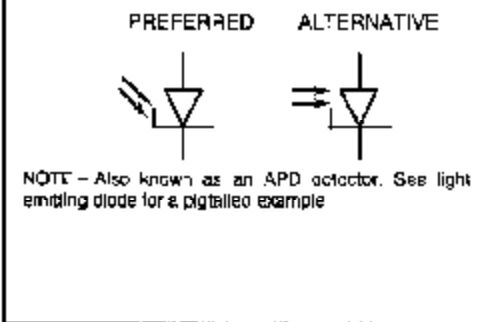 PREFERRED ALTERNATIVE
NOTE – Also known as an APD detector. See light
emitting diode for a pigtailed example